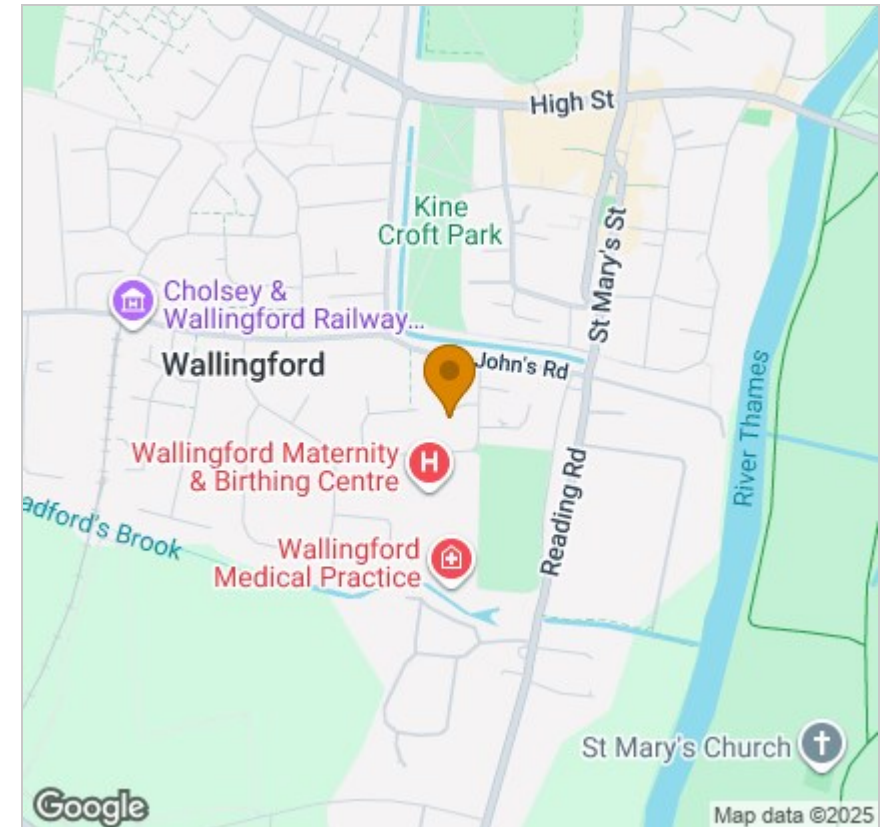 High St
Kine
Croft Park
St Mary's St
Cholsey &
Wallingford Railway...
Wallingford
John's Rd
River Thames
Wallingford Maternity
& Birthing Centre
H
Reading Rd
adford's Brook
Wallingford
Medical Practice
St Mary's Church
Google
Map data ©2025